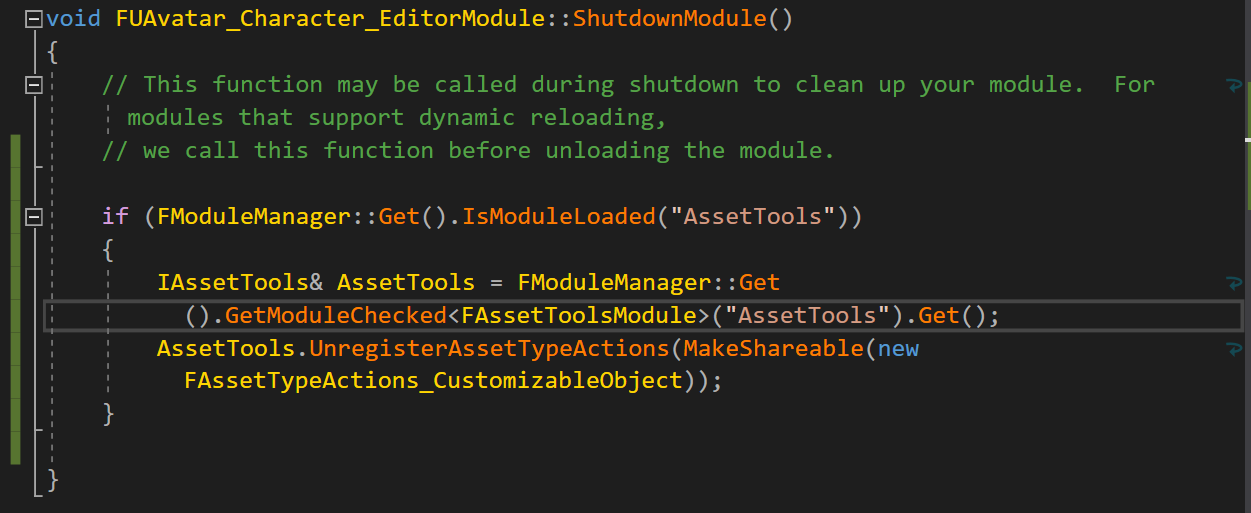 void FUAvatar_Character_EditorModule::ShutdownModule()
{
// This function may be called during shutdown to clean up your module.  For
modules that support dynamic reloading,
// we call this function before unloading the module.
if (FModuleManager::Get().IsModuleLoaded("AssetTools"))
{
IAssetTools& AssetTools = FModuleManager::Get
().GetModuleChecked<FAssetToolsModule>("AssetTools").Get();
AssetTools.UnregisterAssetTypeActions(MakeShareable(new
FAssetTypeActions_CustomizableObject));
}
}